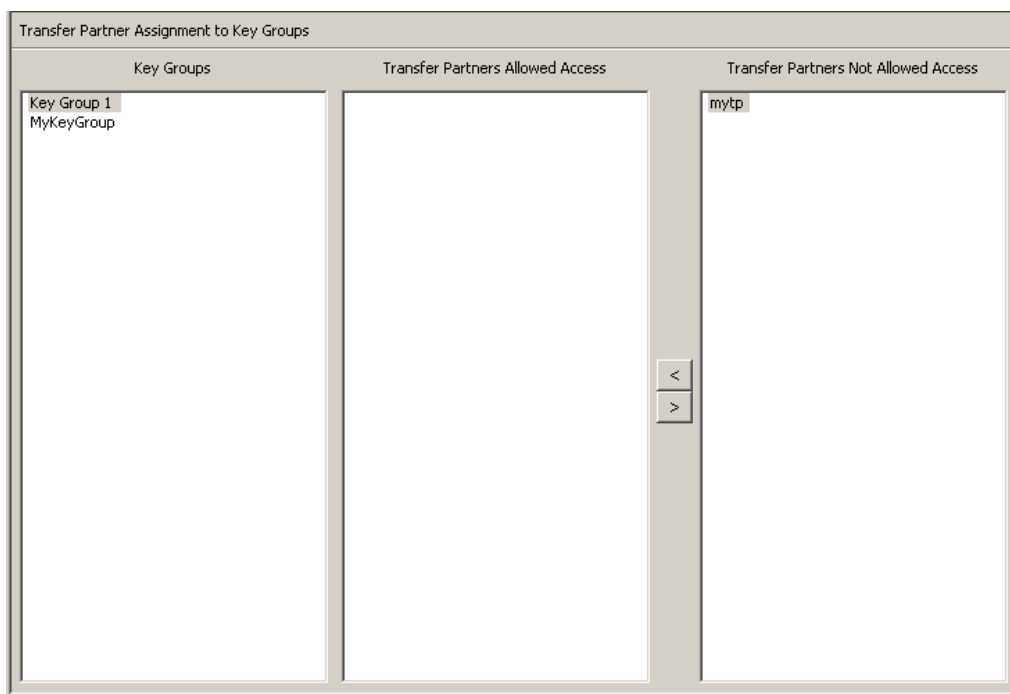 Transfer Partner Assignment to Key Groups
Key Groups
Transfer Partners Allowed Access
Transfer Partners Not Allowed Access
Key Group 1
MyKeyGroup
mytp
<
>